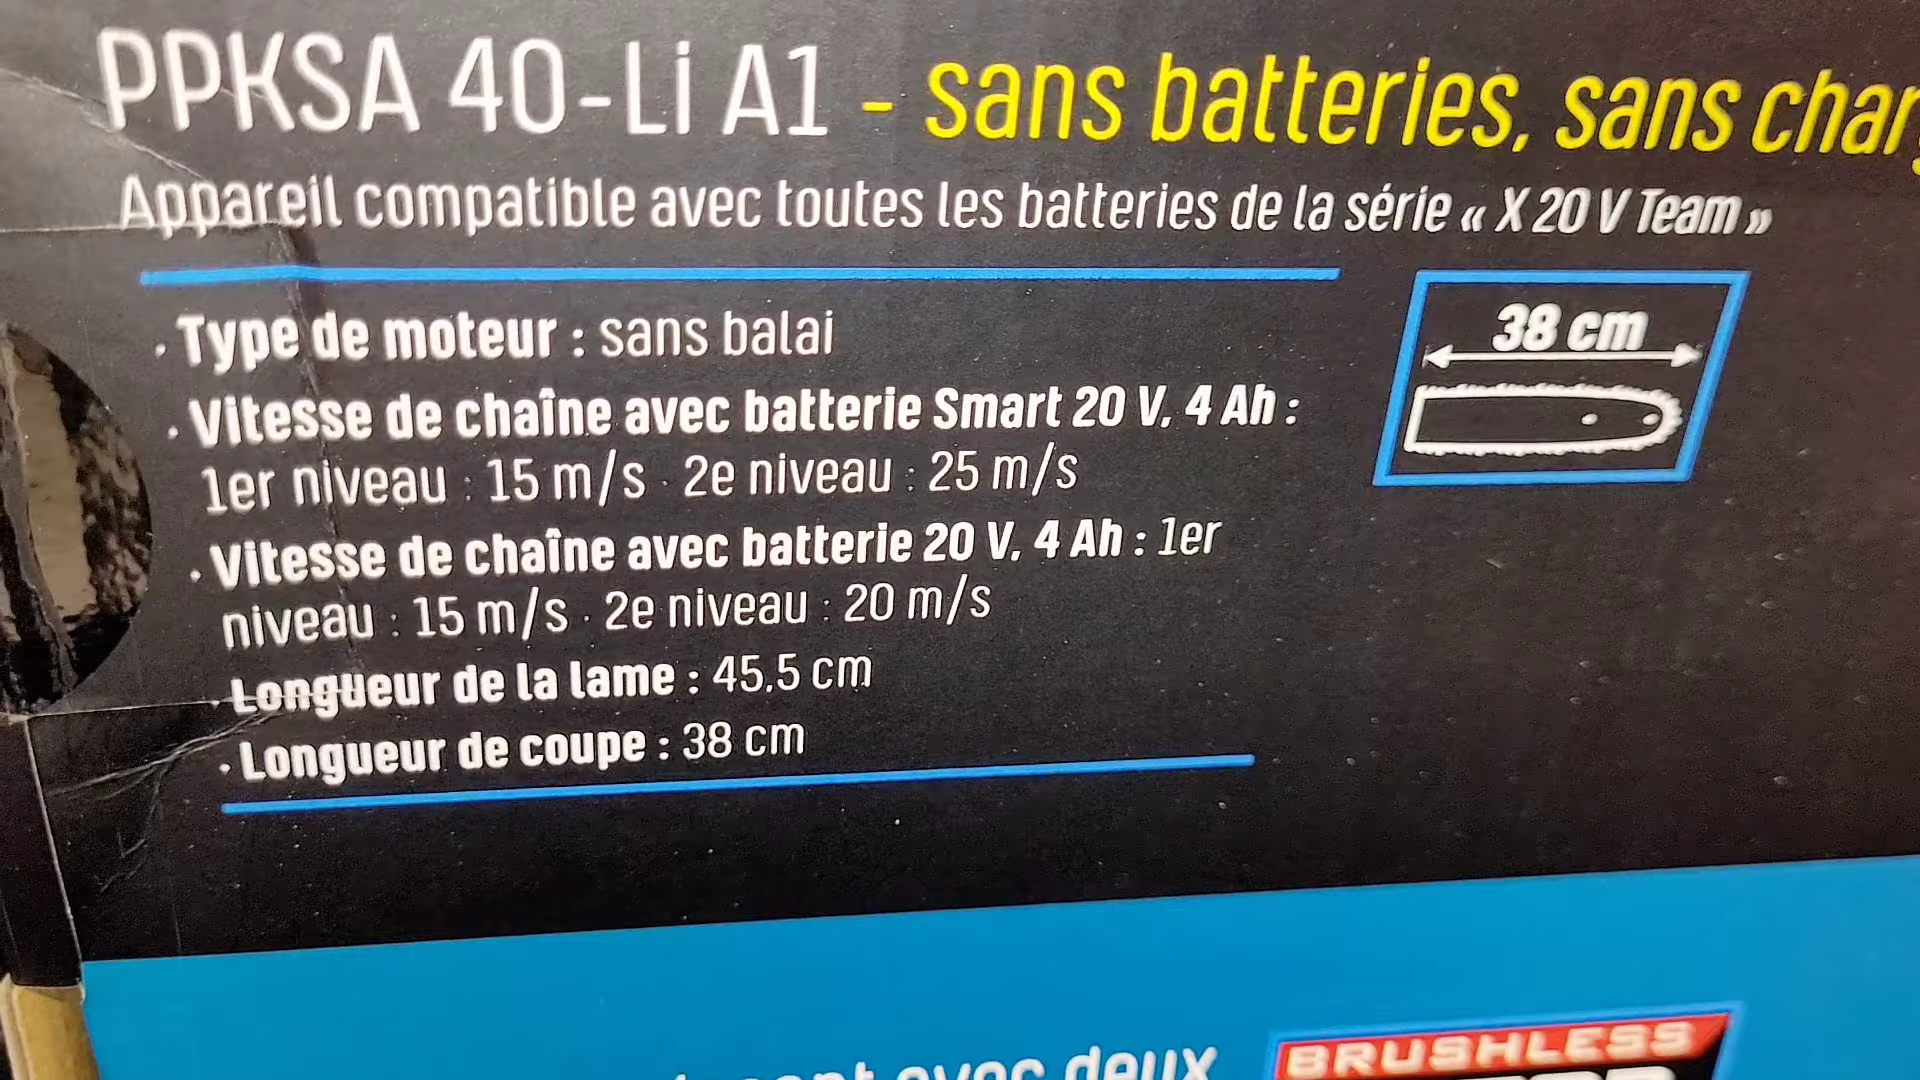 PPKSA 40-Li A1 - sans batteries, sans
Appareil compatible avec toutes les batteries de la série « X 20 V Team »
· Type de moteur : sans balai
38 cm
· Vitesse de chaîne avec batterie Smart 20 V, 4 Ah :
1er niveau : 15 m/s · 2e niveau : 25 m/s
· Vitesse de chaîne avec batterie 20 V, 4 Ah : 1er
niveau : 15 m/s · 2e niveau : 20 m/s
· Longueur de la lame : 45.5 cm
· Longueur de coupe : 38 cm
avec deux
BRUSHLESS